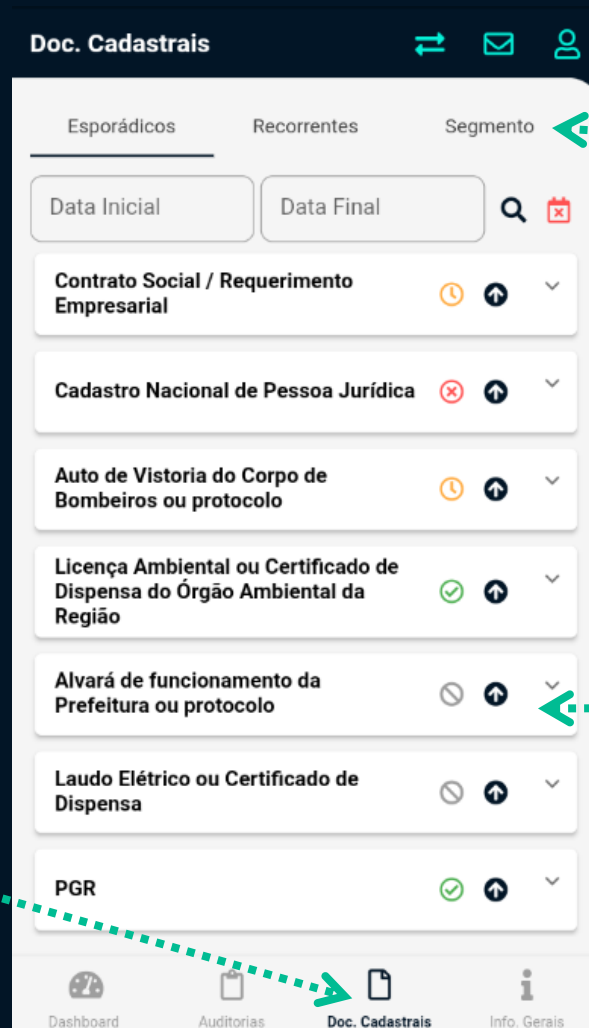 Doc. Cadastrais
Esporádicos Recorrentes Segmento
Data Inicial Data Final
Contrato Social / Requerimento
Empresarial
Cadastro Nacional de Pessoa Jurídica
Auto de Vistoria do Corpo de
Bombeiros ou protocolo
Licença Ambiental ou Certificado de
Dispensa do Órgão Ambiental da
Região
Alvará de funcionamento da
Prefeitura ou protocolo
Laudo Elétrico ou Certificado de
Dispensa
PGR
Dashboard Auditorias Doc. Cadastrais Info. Gerais